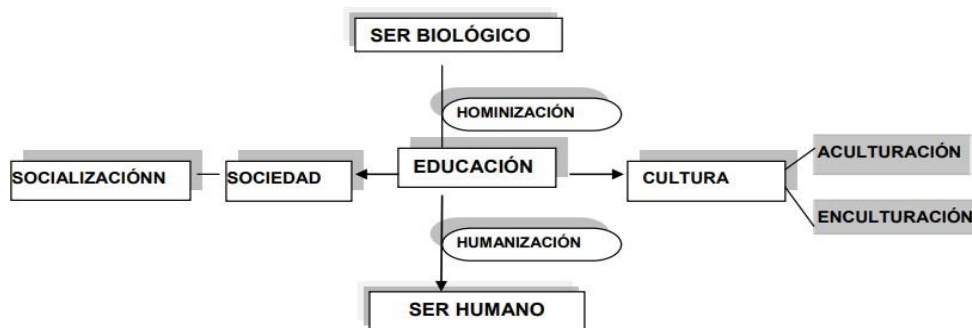 SER BIOLÓGICO
HOMINIZACIÓN
ACULTURACIÓN
SOCIALIZACIÓNN
SOCIEDAD
EDUCACIÓN
CULTURA
ENCULTURACIÓN
HUMANIZACIÓN
SER HUMANO